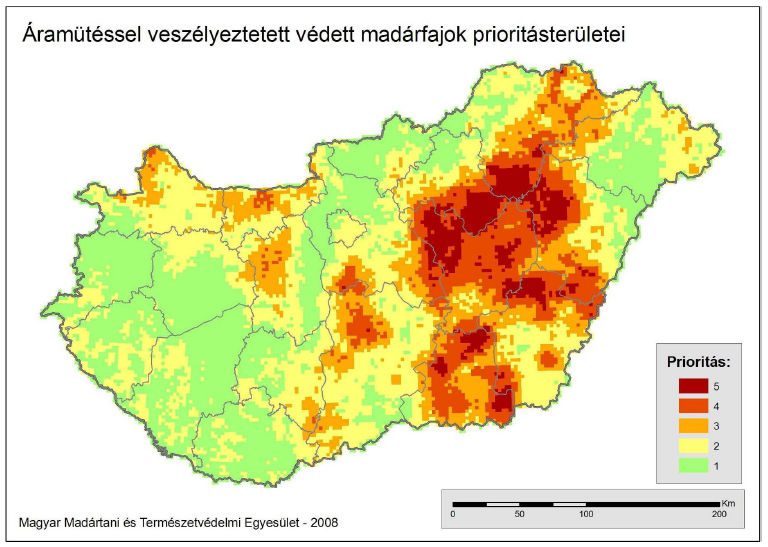 Áramütéssel veszélyeztetett védett madárfajok prioritásterületei
Prioritás:
5
4
3
2
1
Km
0 50 100 200
Magyar Madártani és Természetvédelmi Egyesület - 2008